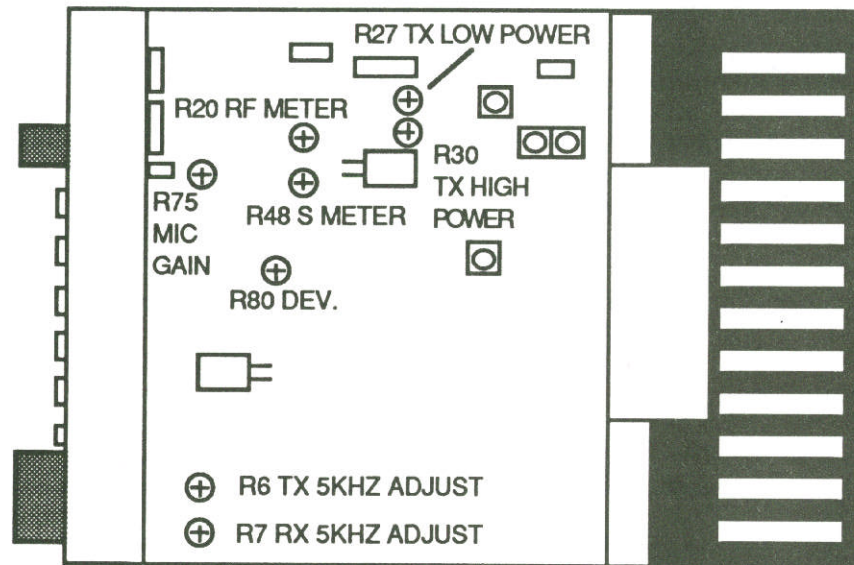 R27 TX LOW POWER
R20 RF METER
R30
TX HIGH
POWER
R75
MIC
GAIN
R48 S METER
R80 DEV.
R6 TX 5KHZ ADJUST
R7 RX 5KHZ ADJUST